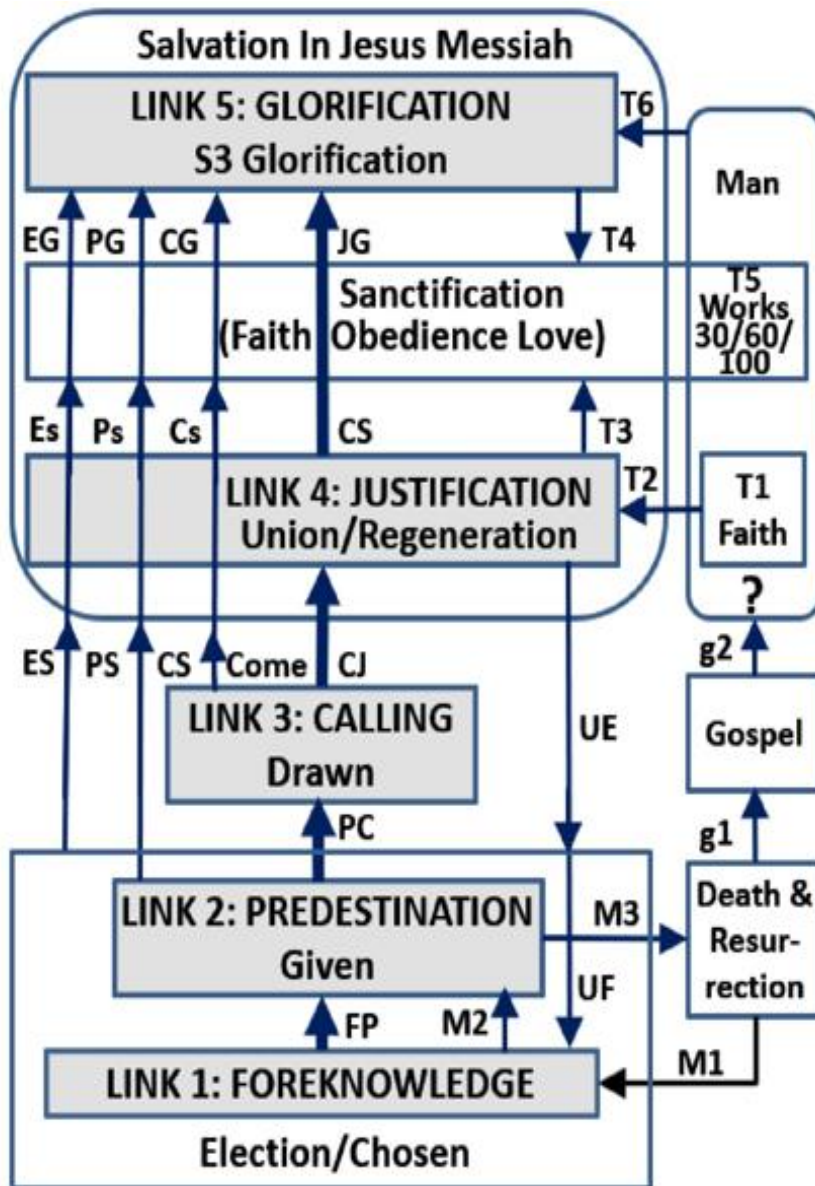 Salvation In Jesus Messiah
LINK 5: GLORIFICATION
S3 Glorification
T6
Man
EG PG CG JG T4
Sanctification
(Faith Obedience Love)
T5
Works
30/60/
100
Es Ps Cs CS T3
LINK 4: JUSTIFICATION
Union/Regeneration
T2
T1
Faith
?
ES PS CS Come CJ
g2
LINK 3: CALLING
Drawn
UE
Gospel
PC
g1
LINK 2: PREDESTINATION
Given
M3
Death &
Resur-
rection
FP M2 UF
M1
LINK 1: FOREKNOWLEDGE
Election/Chosen